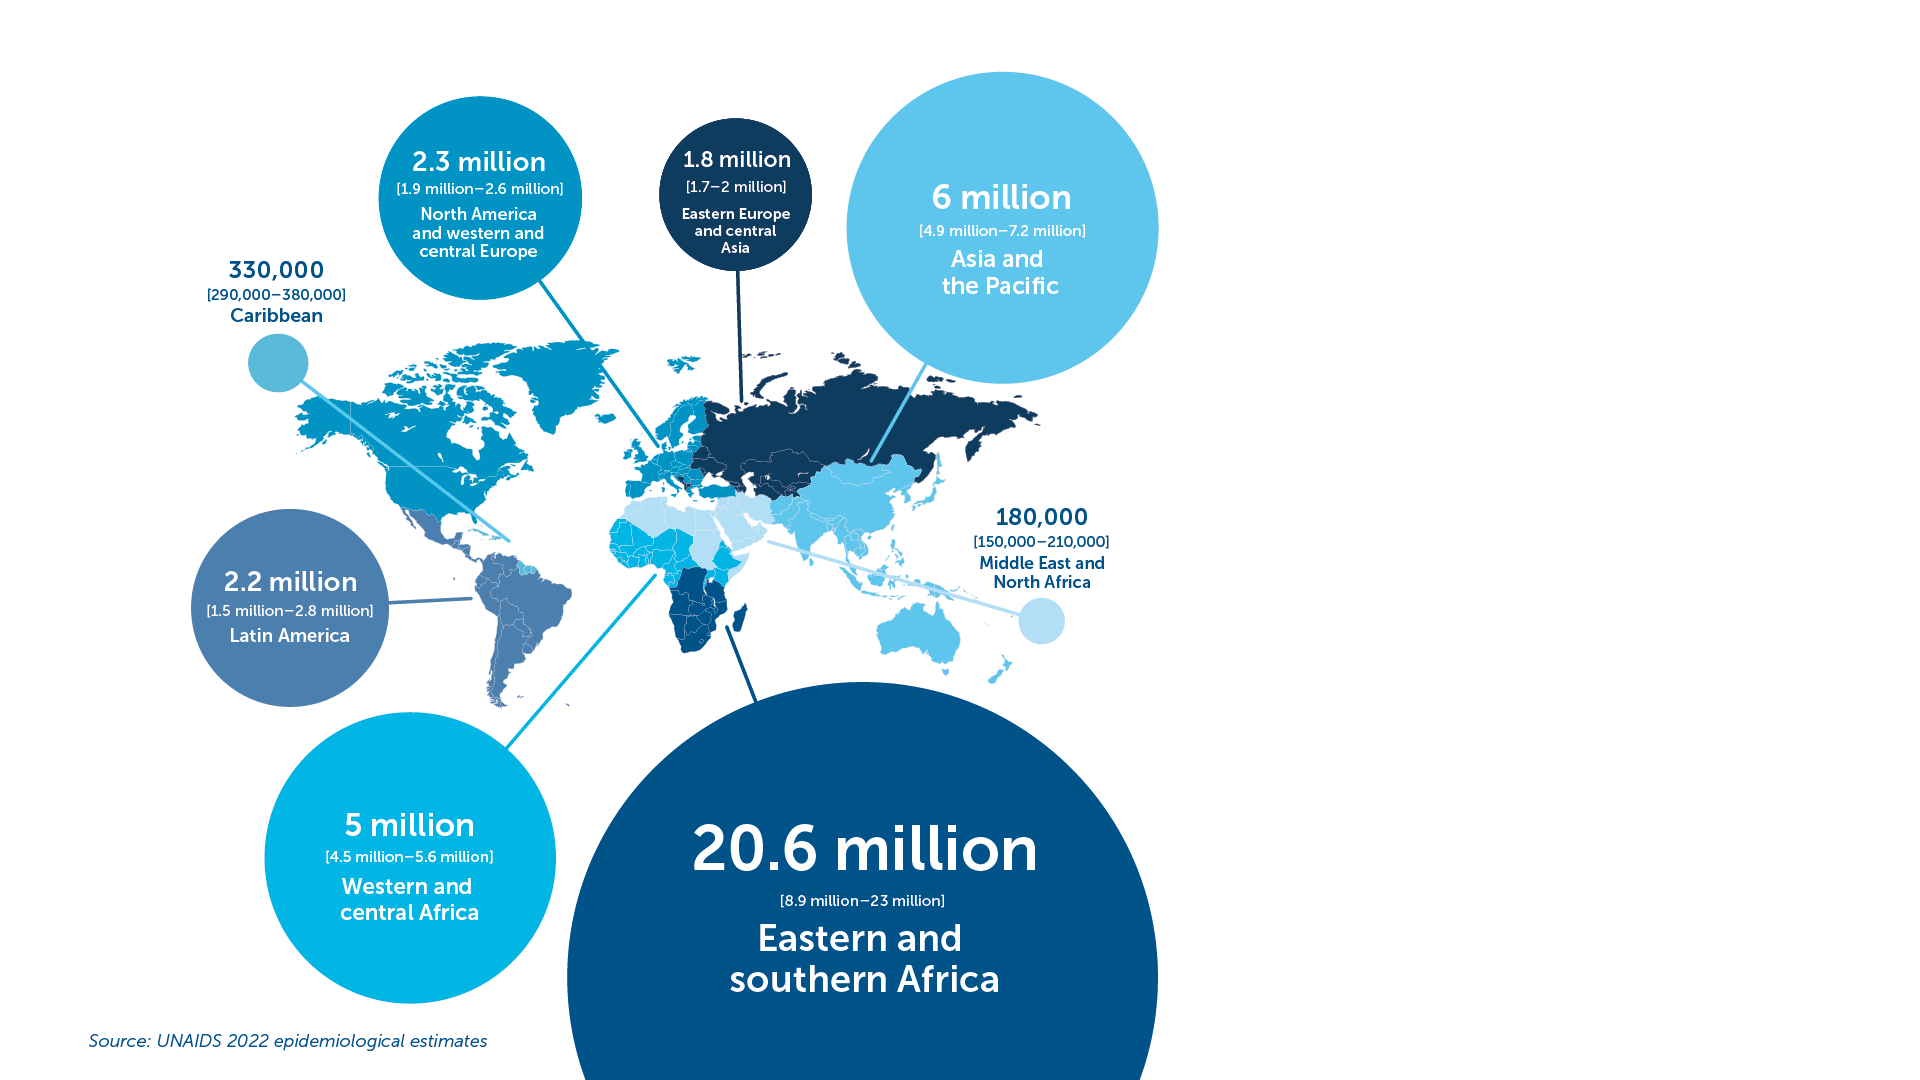 2.3 million
[1.9 million–2.6 million]
North America
and western and
central Europe
1.8 million
[1.7–2 million]
Eastern Europe
and central
Asia
6 million
[4.9 million–7.2 million]
Asia and
the Pacific
330,000
[290,000–380,000]
Caribbean
180,000
[150,000–210,000]
Middle East and
North Africa
2.2 million
[1.5 million–2.8 million]
Latin America
5 million
[4.5 million–5.6 million]
Western and
central Africa
20.6 million
[8.9 million–23 million]
Eastern and
southern Africa
Source: UNAIDS 2022 epidemiological estimates